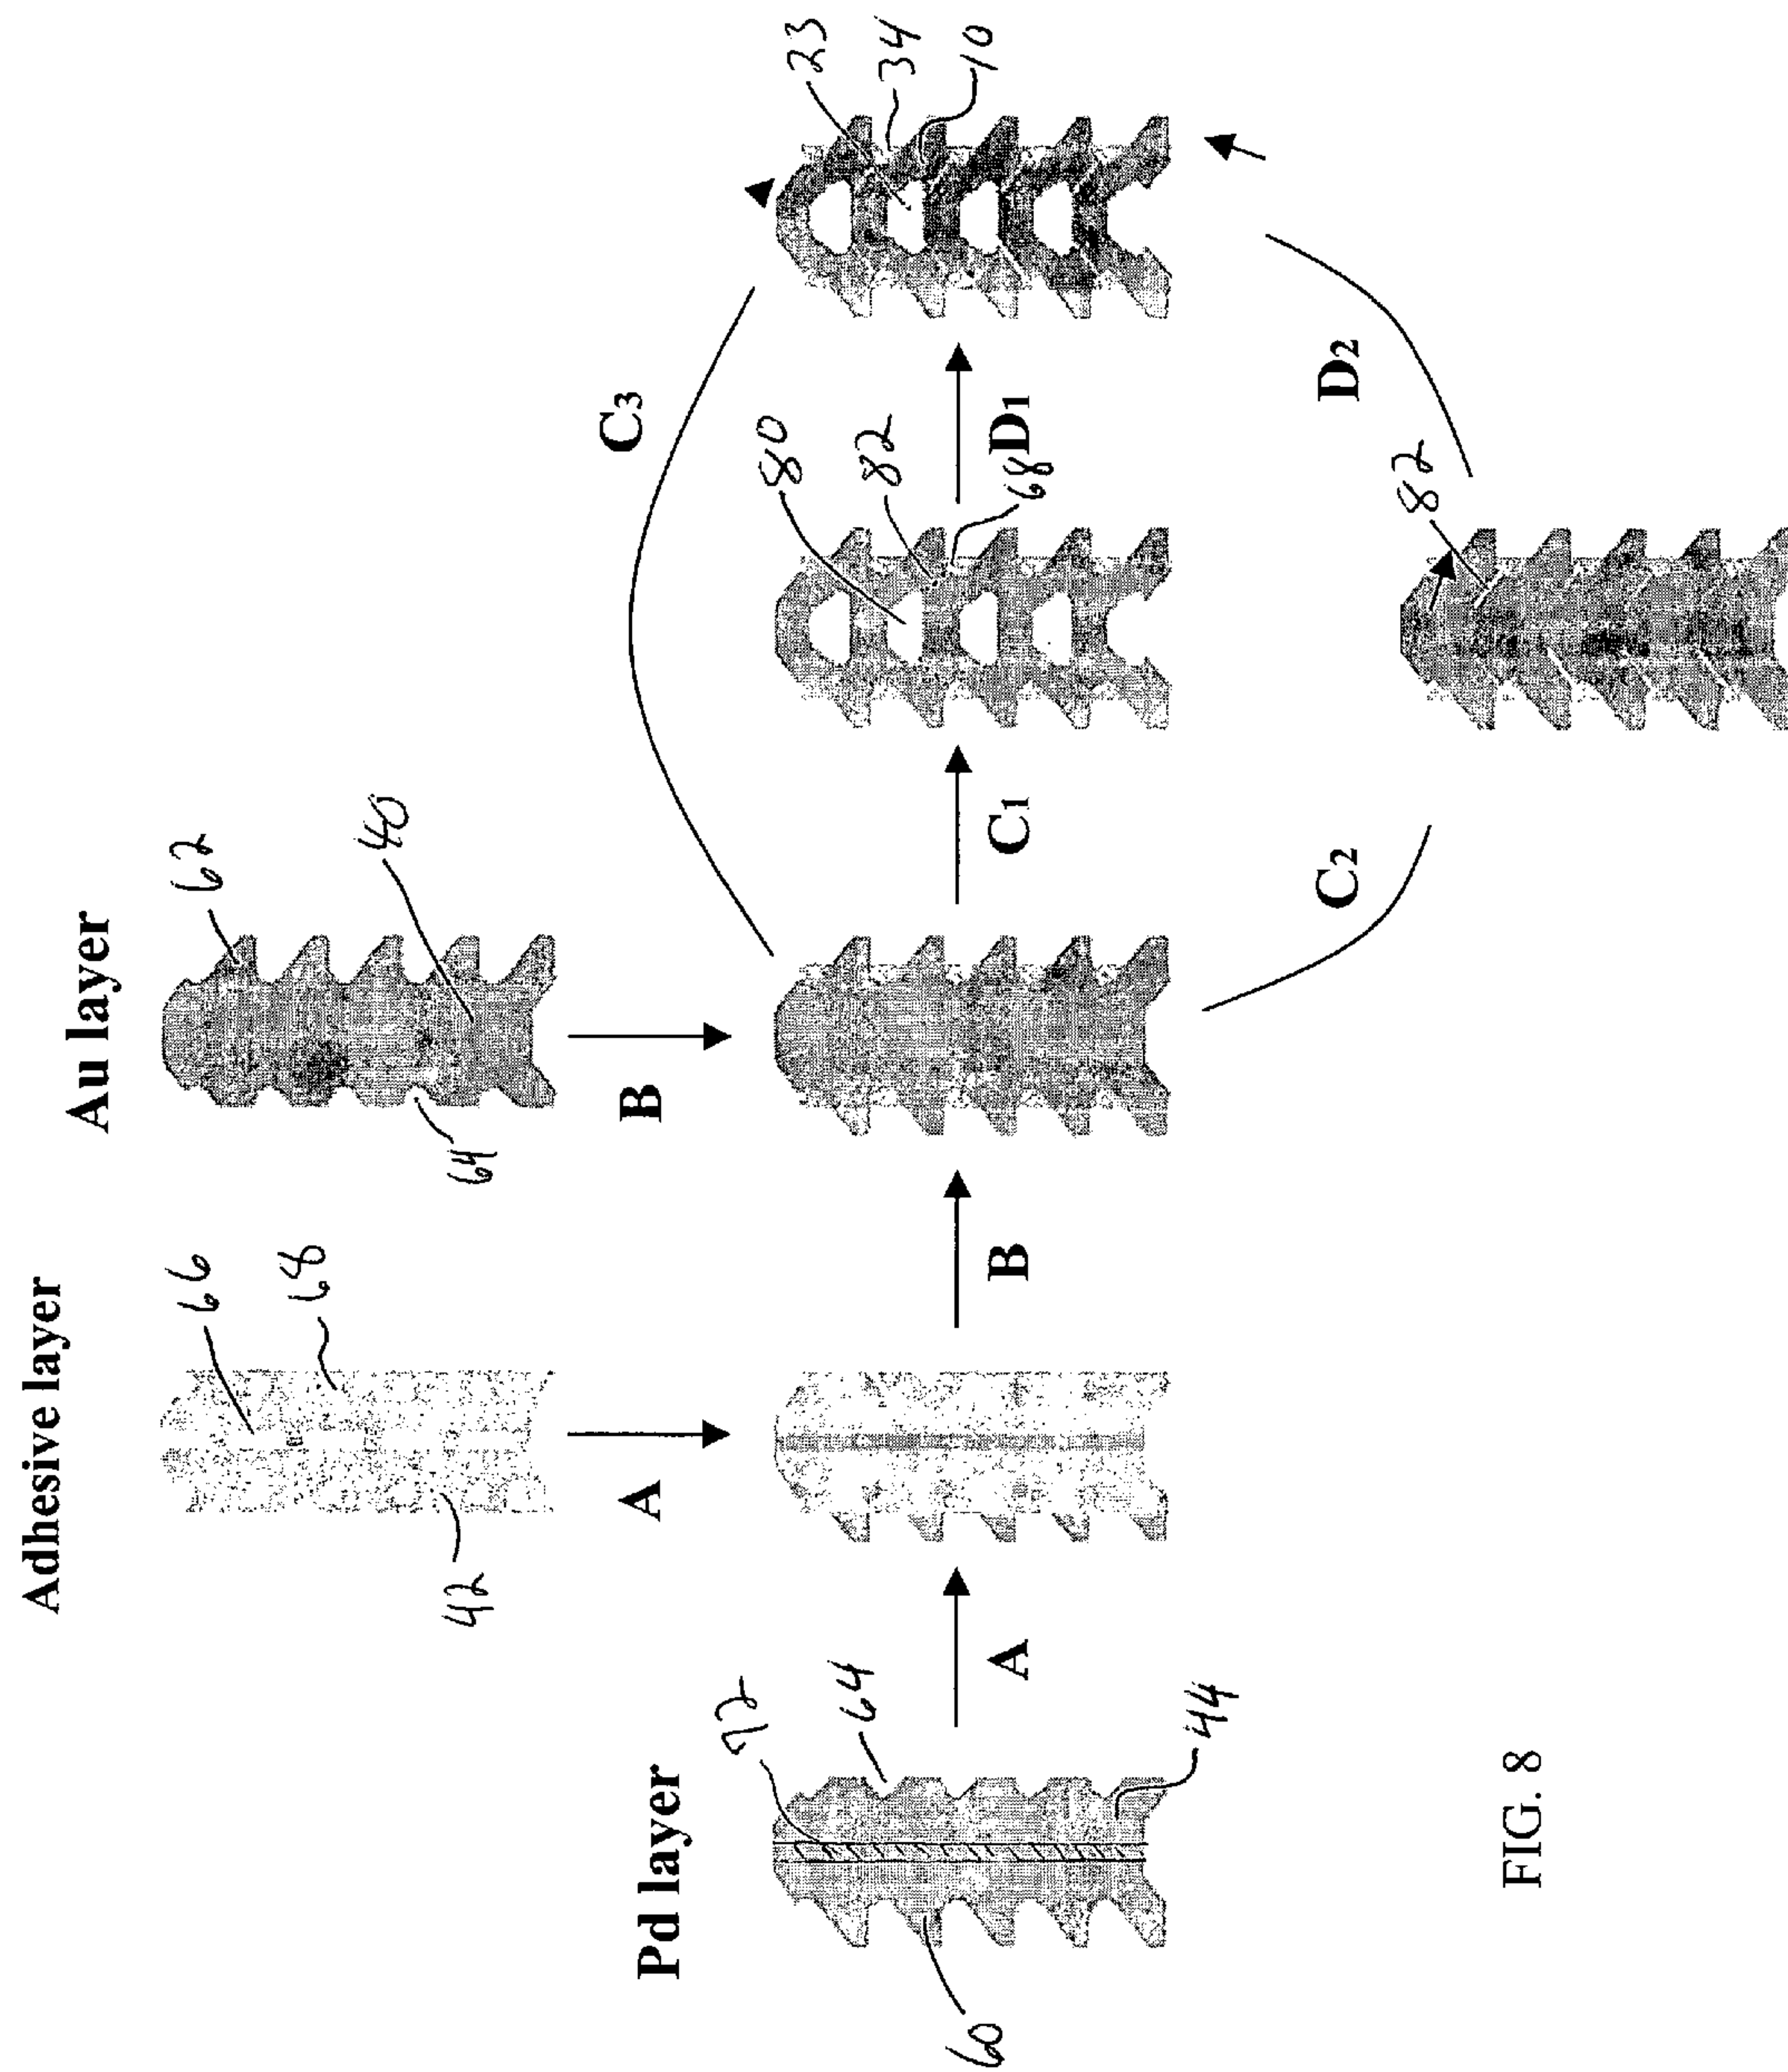 Adhesive layer
Au layer
66
62
68
40
42
64
C3
A
B
Pd layer
72
80
23
64
82
34
60
10
A
B
C1
D1
68
44
C2
D2
82
FIG. 8